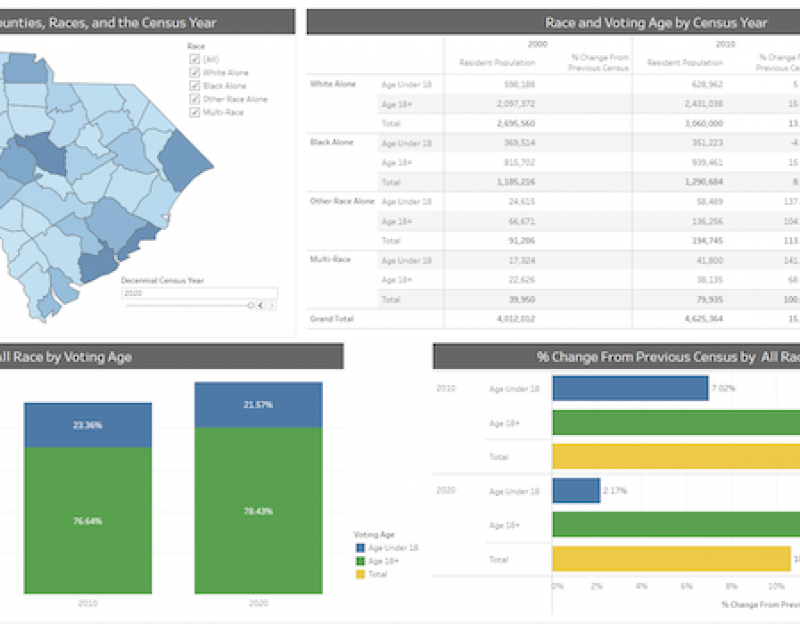 ounties, Races, and the Census Year
Race
(All)
White Alone
Black Alone
Other Race Alone
Multi-Race
Decennial Census Year
2020
Race and Voting Age by Census Year
2000 2010
Resident Population % Change From Previous Census Resident Population % Change F
Previous Ce
White Alone Age Under 18 598,188 628,962 5.
Age 18+ 2,097,372 2,431,038 15.
Total 2,695,560 3,060,000 13.
Black Alone Age Under 18 369,514 351,223 -4.
Age 18+ 815,702 939,461 15.
Total 1,185,216 1,290,684 8.
Other Race Alone Age Under 18 24,615 58,489 137.
Age 18+ 66,671 136,256 104.
Total 91,286 194,745 113.
Multi-Race Age Under 18 17,324 41,800 141.
Age 18+ 22,626 38,135 68.
Total 39,950 79,935 100.
Grand Total 4,012,012 4,625,364 15.
All Race by Voting Age
23.36%
76.64%
2010
21.57%
78.43%
2020
Voting Age
Age Under 18
Age 18+
Total
% Change From Previous Census by All Rac
2010 Age Under 18 7.02%
Age 18+
Total
2020 Age Under 18 2.17%
Age 18+
Total
0% 2% 4% 6% 8% 10%
% Change From Previ